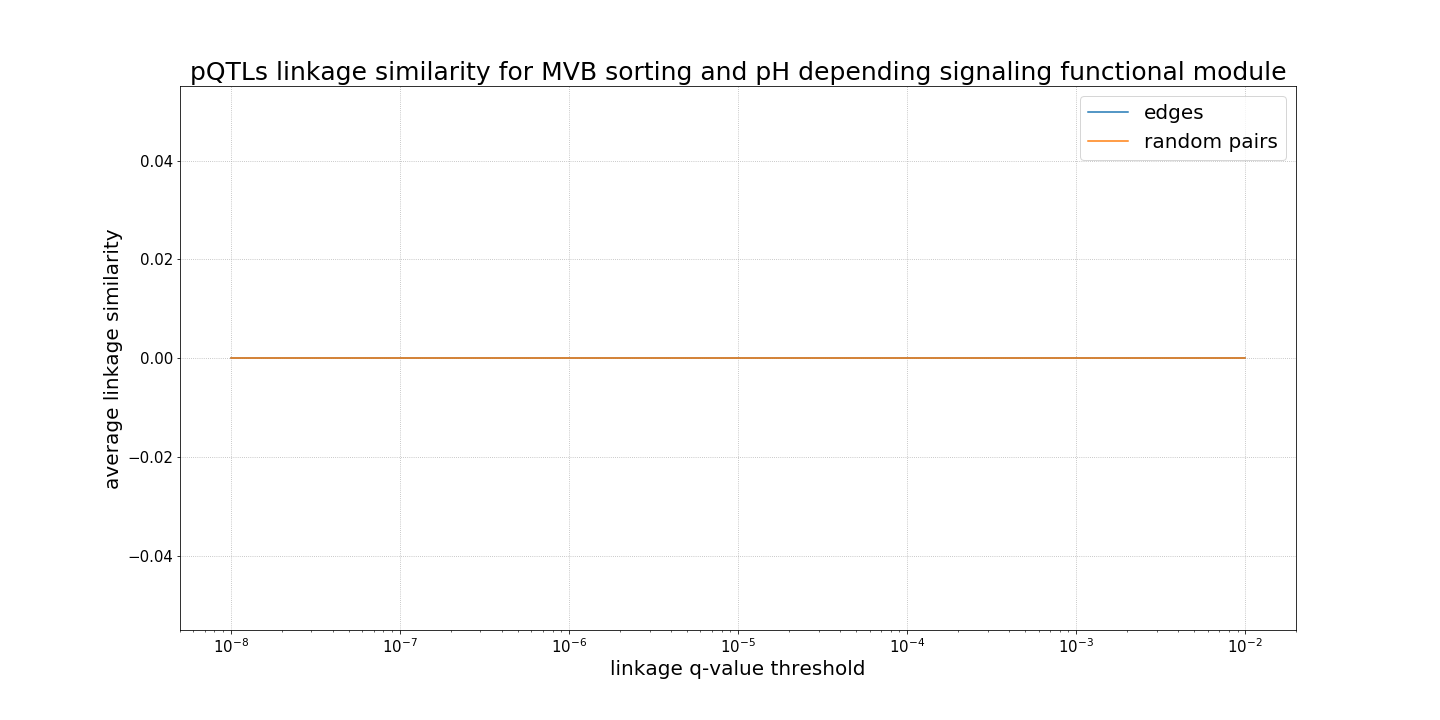 pQTLs linkage similarity for MVB sorting and pH depending signaling functional module
edges
random pairs
average linkage similarity
0.04
0.02
0.00
−0.02
−0.04
10⁻⁸ 10⁻⁷ 10⁻⁶ 10⁻⁵ 10⁻⁴ 10⁻³ 10⁻²
linkage q-value threshold